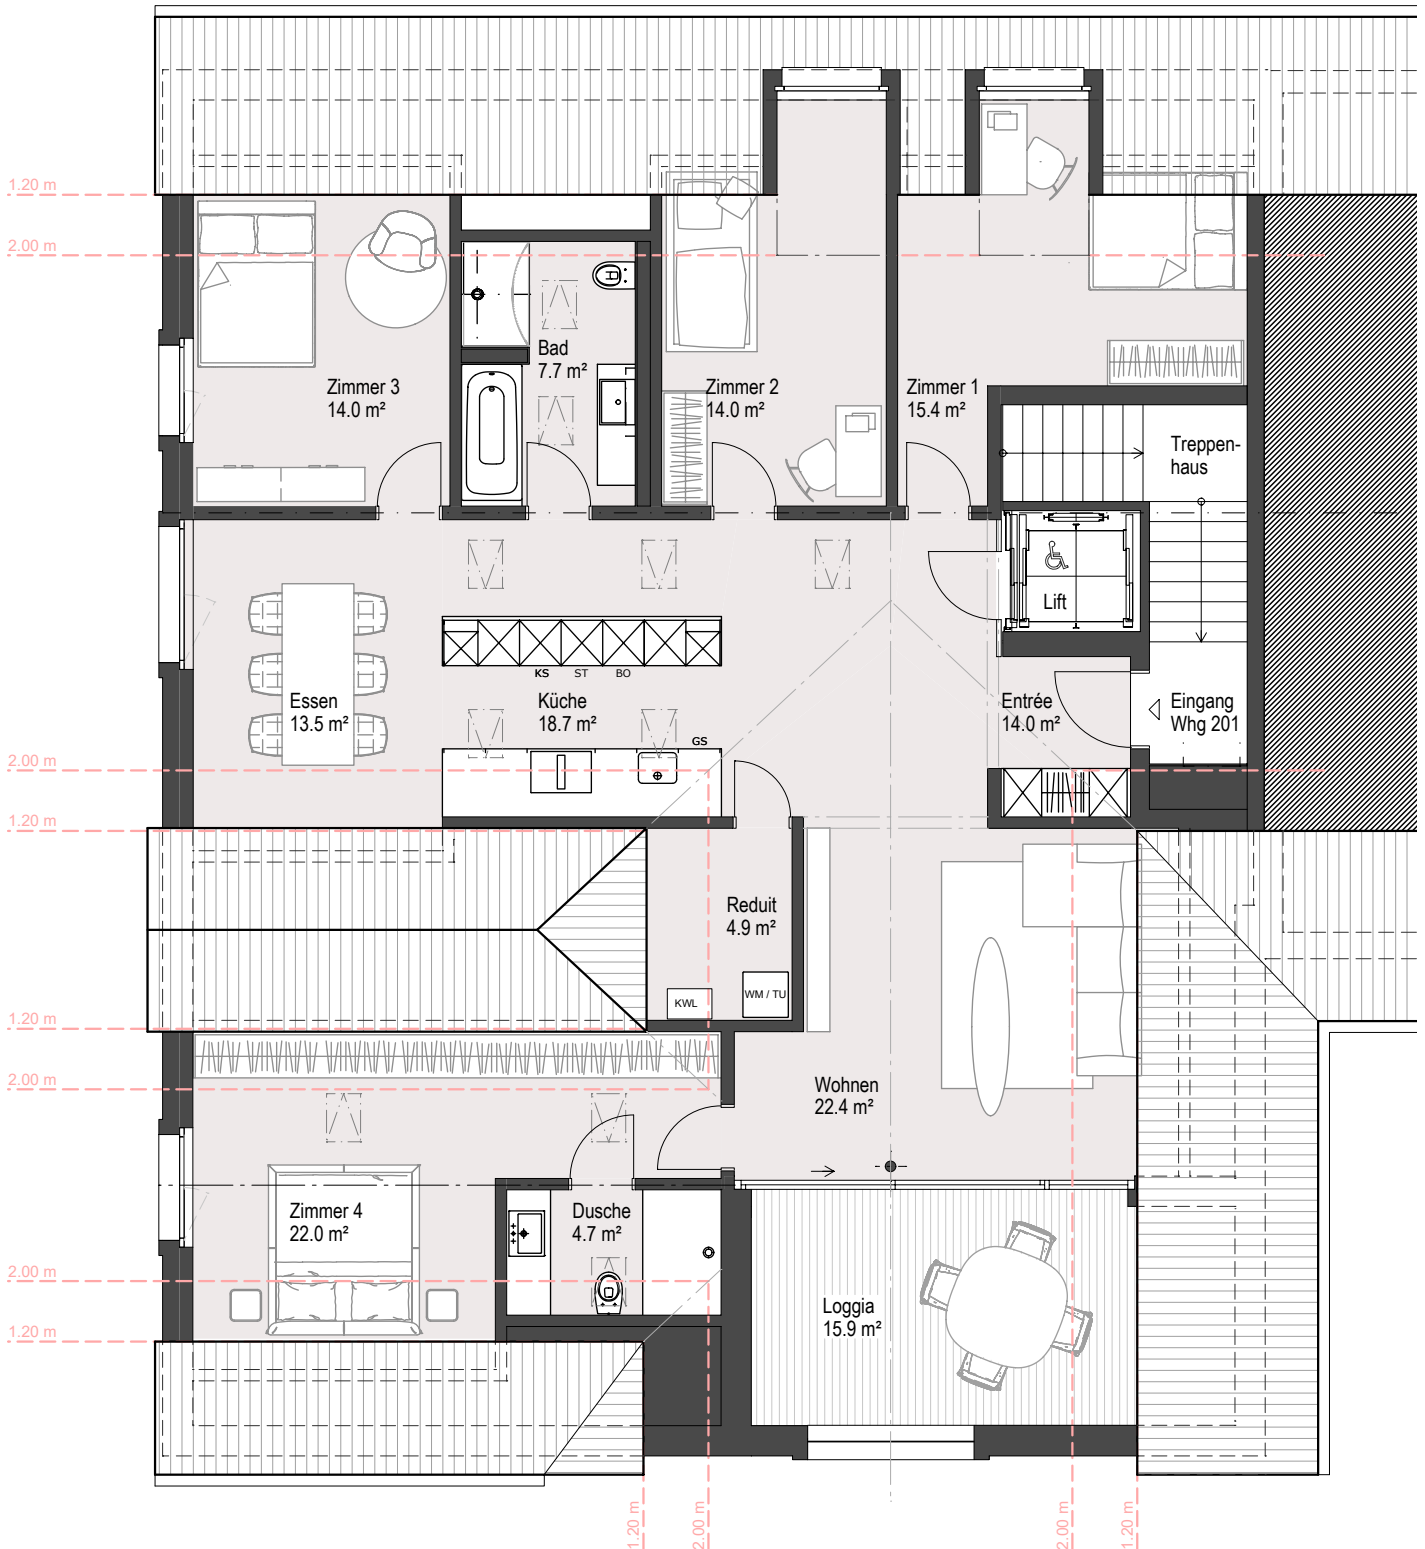 1.20 m
2.00 m
Bad
7.7 m²
Zimmer 3
14.0 m²
Zimmer 2
14.0 m²
Zimmer 1
15.4 m²
Treppen-
haus
Lift
KS
ST
BO
Essen
13.5 m²
Küche
18.7 m²
Entrée
14.0 m²
Eingang
Whg 201
GS
2.00 m
1.20 m
Reduit
4.9 m²
KWL
WM / TU
1.20 m
2.00 m
Wohnen
22.4 m²
Zimmer 4
22.0 m²
Dusche
4.7 m²
2.00 m
1.20 m
Loggia
15.9 m²
1.20 m
2.00 m
2.00 m
1.20 m